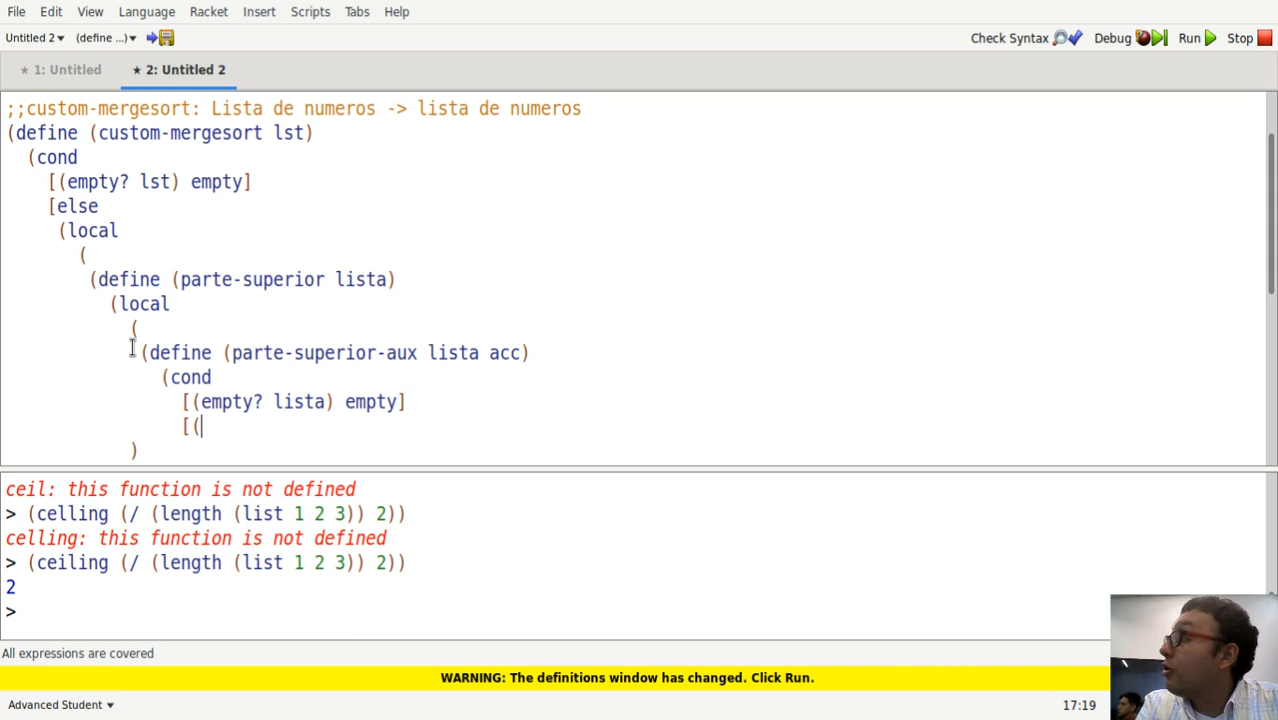 File Edit View Language Racket Insert Scripts Tabs Help
Untitled 2▾ (define ...)▾ Check Syntax Debug Run Stop
★ 1: Untitled ★ 2: Untitled 2
;;custom-mergesort: Lista de numeros -> lista de numeros
(define (custom-mergesort lst)
(cond
[(empty? lst) empty]
[else
(local
(
(define (parte-superior lista)
(local
(
(define (parte-superior-aux lista acc)
(cond
[(empty? lista) empty]
[(
)
ceil: this function is not defined
> (celling (/ (length (list 1 2 3)) 2))
celling: this function is not defined
> (ceiling (/ (length (list 1 2 3)) 2))
2
>
All expressions are covered
WARNING: The definitions window has changed. Click Run.
Advanced Student▾ 17:19